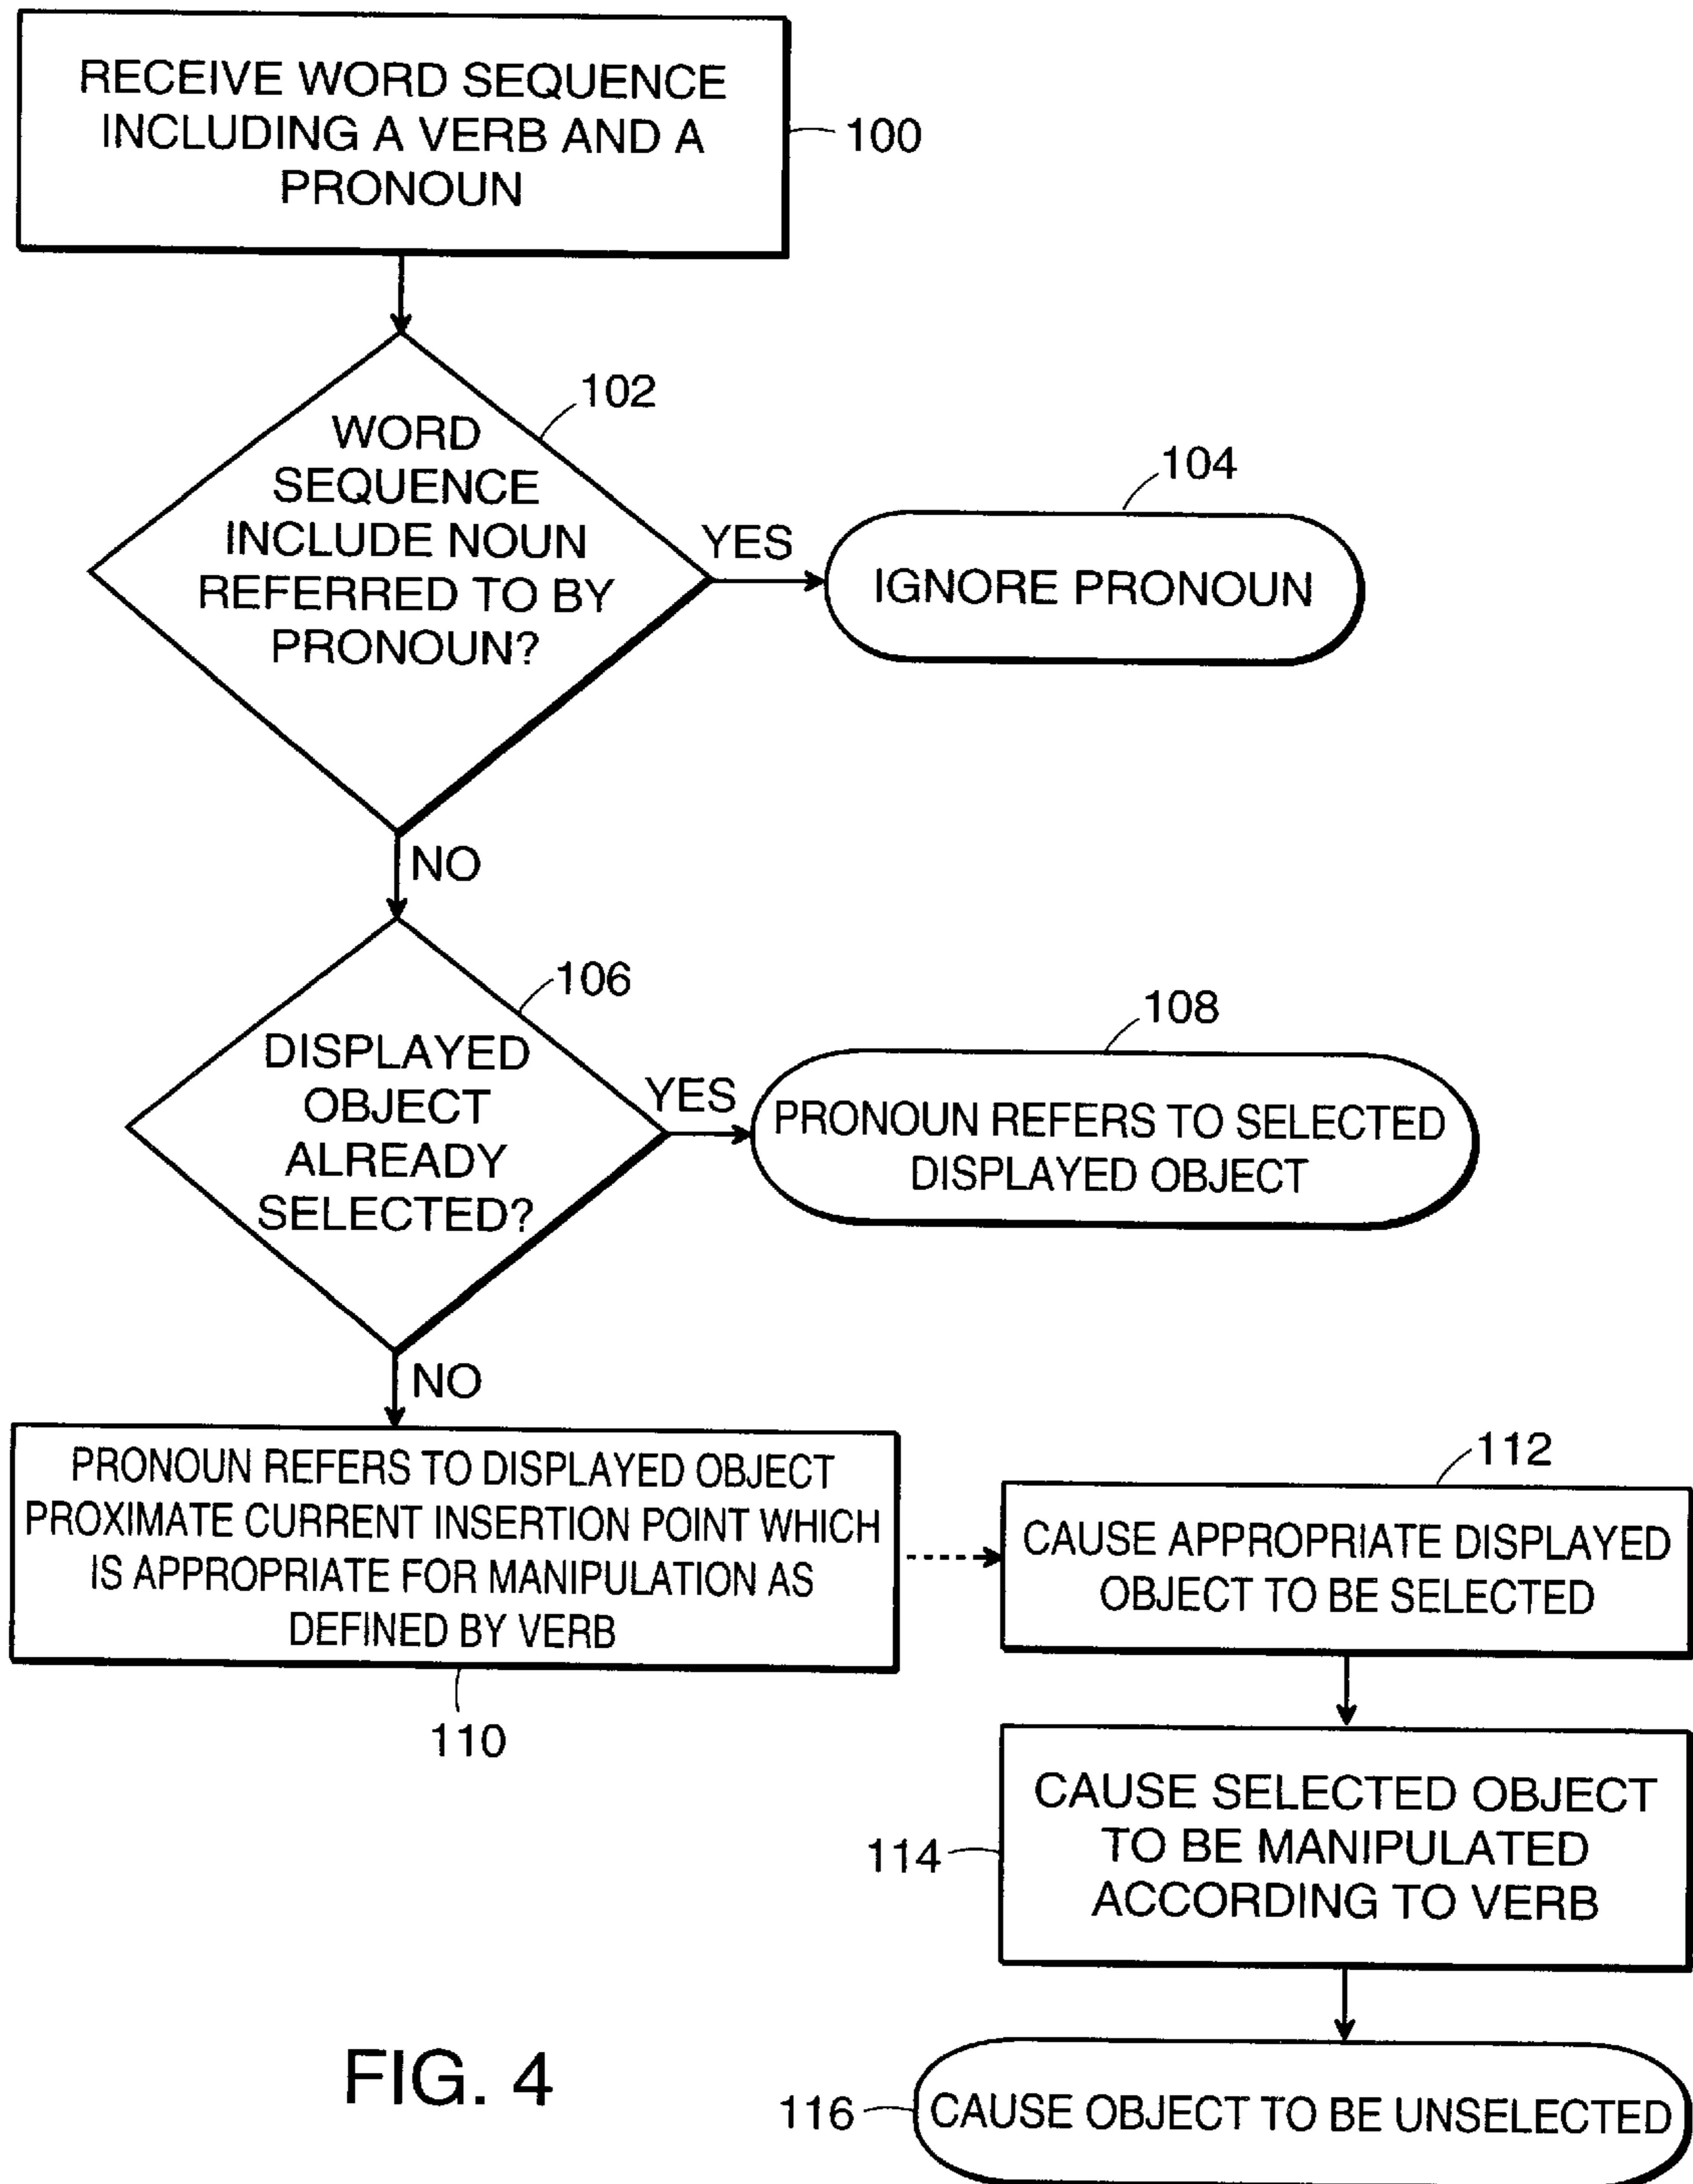 RECEIVE WORD SEQUENCE
INCLUDING A VERB AND A
PRONOUN
100
102
WORD
SEQUENCE
INCLUDE NOUN
REFERRED TO BY
PRONOUN?
YES
104
IGNORE PRONOUN
NO
106
DISPLAYED
OBJECT
ALREADY
SELECTED?
YES
108
PRONOUN REFERS TO SELECTED
DISPLAYED OBJECT
NO
PRONOUN REFERS TO DISPLAYED OBJECT
PROXIMATE CURRENT INSERTION POINT WHICH
IS APPROPRIATE FOR MANIPULATION AS
DEFINED BY VERB
110
112
CAUSE APPROPRIATE DISPLAYED
OBJECT TO BE SELECTED
114
CAUSE SELECTED OBJECT
TO BE MANIPULATED
ACCORDING TO VERB
116
CAUSE OBJECT TO BE UNSELECTED
FIG. 4